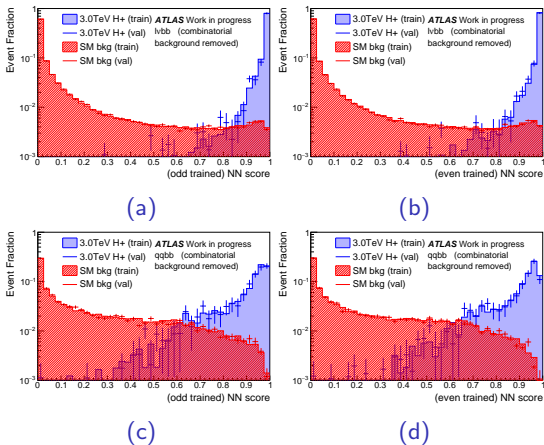 Event Fraction
1
10⁻¹
10⁻²
10⁻³
3.0TeV H+ (train)
3.0TeV H+ (val)
SM bkg (train)
SM bkg (val)
ATLAS Work in progress
lvbb (combinatorial
background removed)
0 0.1 0.2 0.3 0.4 0.5 0.6 0.7 0.8 0.9 1
(odd trained) NN score
(a)
Event Fraction
1
10⁻¹
10⁻²
10⁻³
3.0TeV H+ (train)
3.0TeV H+ (val)
SM bkg (train)
SM bkg (val)
ATLAS Work in progress
lvbb (combinatorial
background removed)
0 0.1 0.2 0.3 0.4 0.5 0.6 0.7 0.8 0.9 1
(even trained) NN score
(b)
Event Fraction
1
10⁻¹
10⁻²
10⁻³
3.0TeV H+ (train)
3.0TeV H+ (val)
SM bkg (train)
SM bkg (val)
ATLAS Work in progress
qqbb (combinatorial
background removed)
0 0.1 0.2 0.3 0.4 0.5 0.6 0.7 0.8 0.9 1
(odd trained) NN score
(c)
Event Fraction
1
10⁻¹
10⁻²
10⁻³
3.0TeV H+ (train)
3.0TeV H+ (val)
SM bkg (train)
SM bkg (val)
ATLAS Work in progress
qqbb (combinatorial
background removed)
0 0.1 0.2 0.3 0.4 0.5 0.6 0.7 0.8 0.9 1
(even trained) NN score
(d)